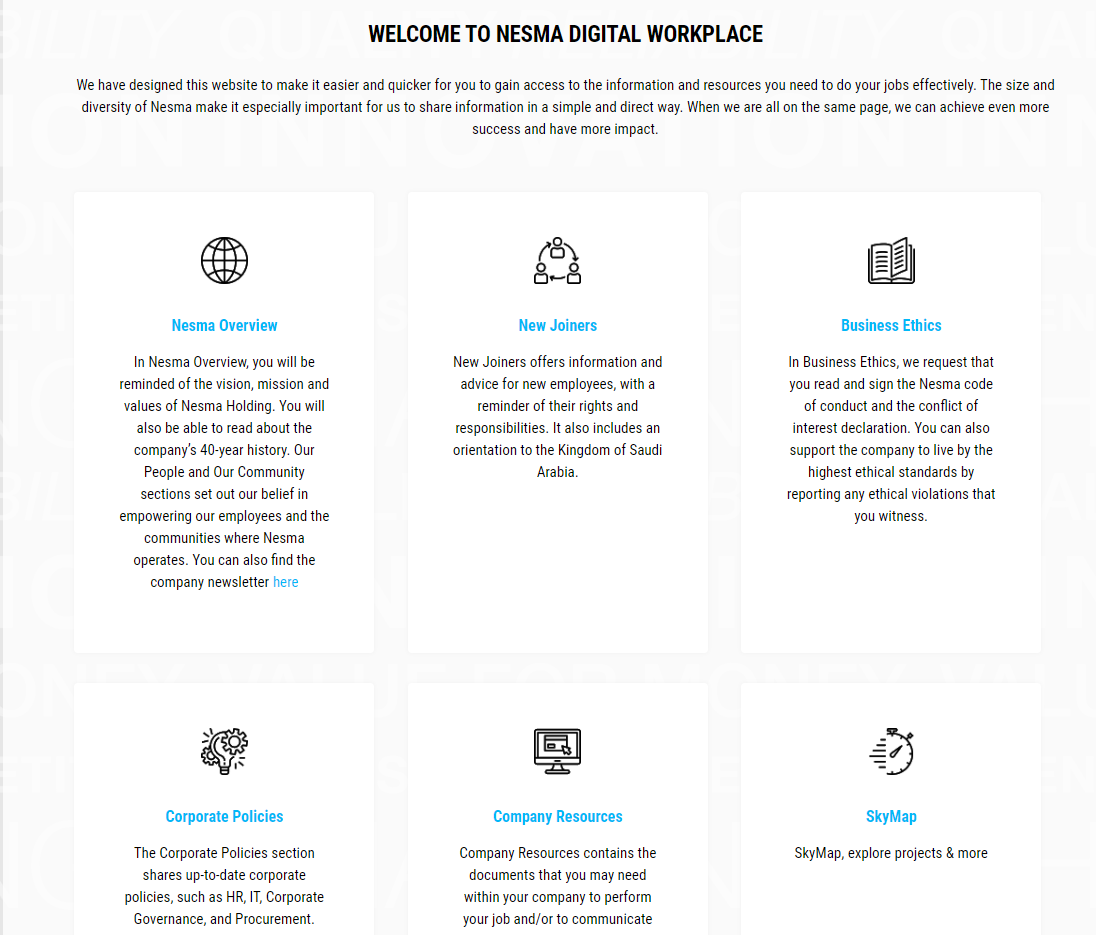 WELCOME TO NESMA DIGITAL WORKPLACE
We have designed this website to make it easier and quicker for you to gain access to the information and resources you need to do your jobs effectively. The size and
diversity of Nesma make it especially important for us to share information in a simple and direct way. When we are all on the same page, we can achieve even more
success and have more impact.
Nesma Overview
In Nesma Overview, you will be
reminded of the vision, mission and
values of Nesma Holding. You will
also be able to read about the
company's 40-year history. Our
People and Our Community
sections set out our belief in
empowering our employees and the
communities where Nesma
operates. You can also find the
company newsletter here
New Joiners
New Joiners offers information and
advice for new employees, with a
reminder of their rights and
responsibilities. It also includes an
orientation to the Kingdom of Saudi
Arabia.
Business Ethics
In Business Ethics, we request that
you read and sign the Nesma code
of conduct and the conflict of
interest declaration. You can also
support the company to live by the
highest ethical standards by
reporting any ethical violations that
you witness.
Corporate Policies
The Corporate Policies section
shares up-to-date corporate
policies, such as HR, IT, Corporate
Governance, and Procurement.
Company Resources
Company Resources contains the
documents that you may need
within your company to perform
your job and/or to communicate
SkyMap
SkyMap, explore projects & more